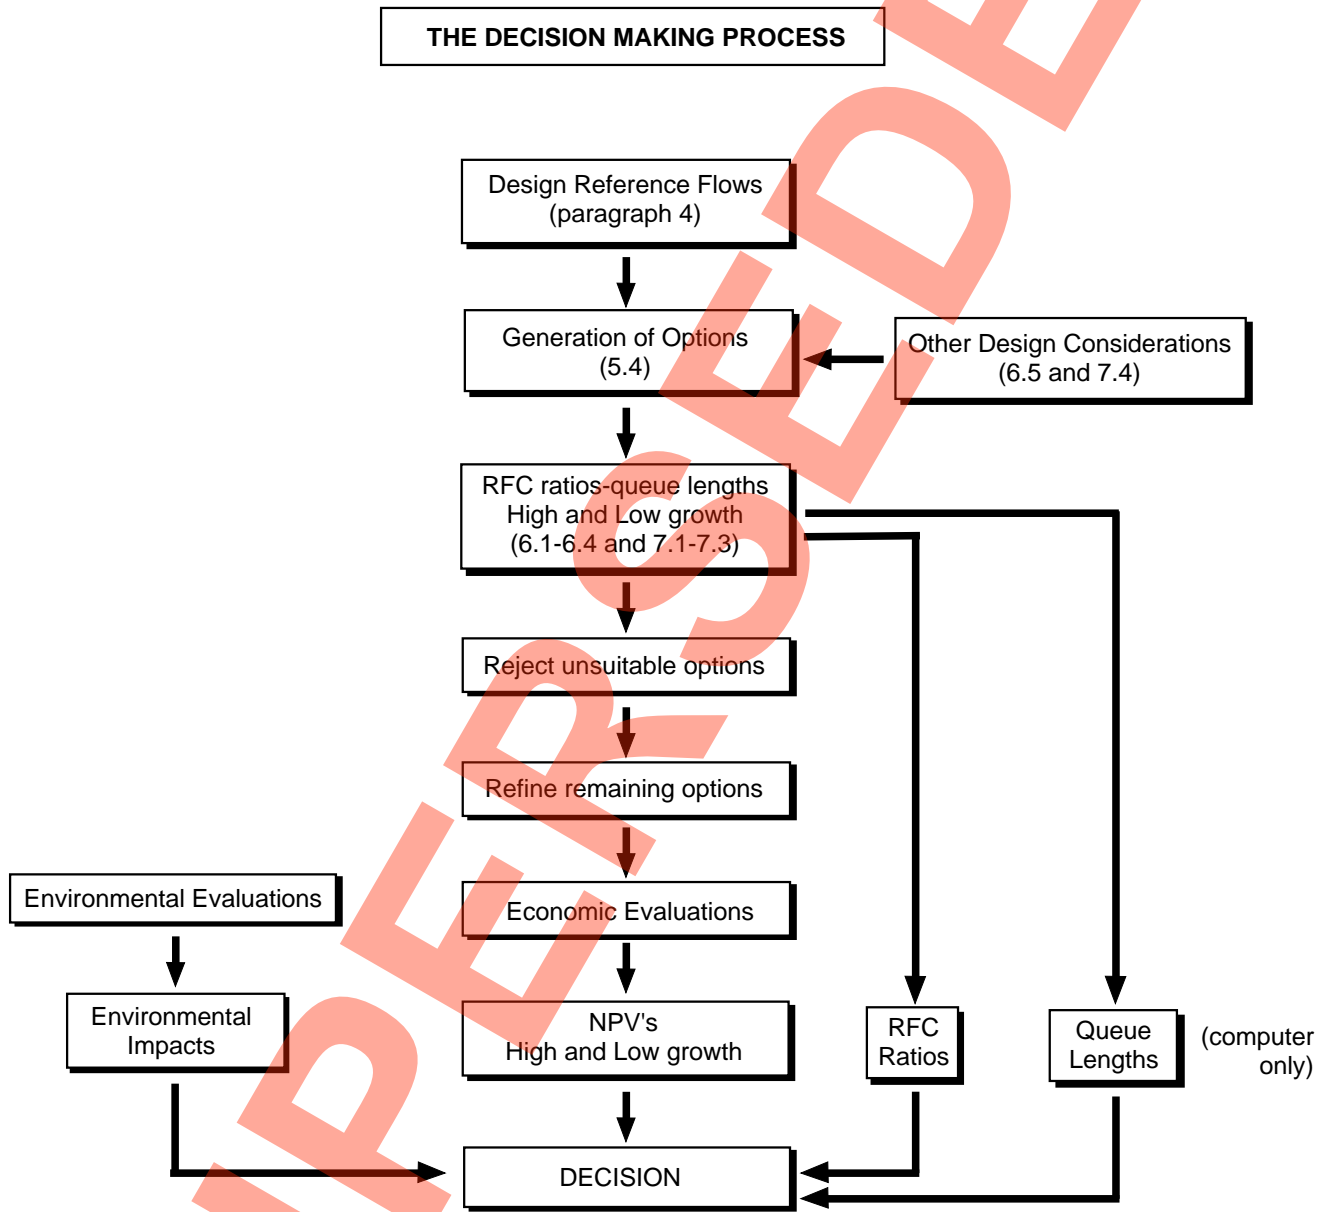 THE DECISION MAKING PROCESS
Design Reference Flows
(paragraph 4)
Generation of Options
(5.4)
Other Design Considerations
(6.5 and 7.4)
RFC ratios-queue lengths
High and Low growth
(6.1-6.4 and 7.1-7.3)
Reject unsuitable options
Refine remaining options
Environmental Evaluations
Economic Evaluations
Environmental
Impacts
NPV's
High and Low growth
RFC
Ratios
Queue
Lengths
(computer
only)
DECISION
PERSEDE